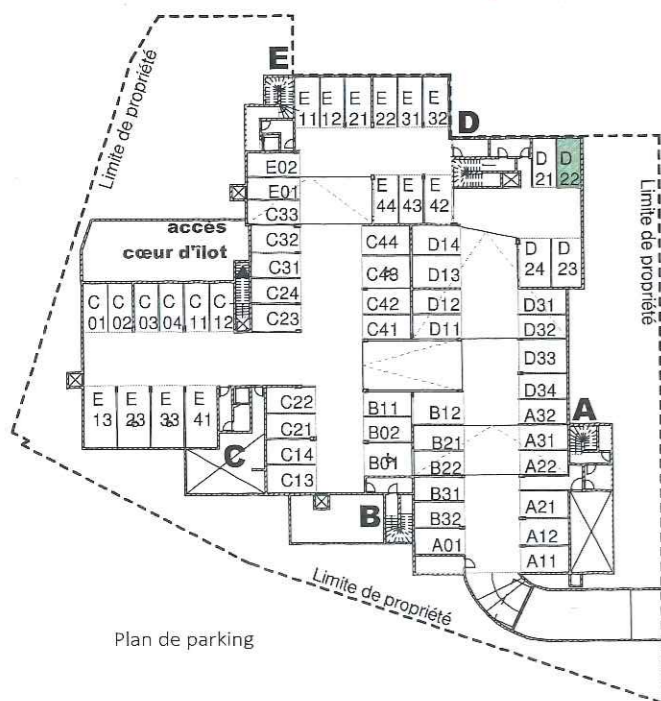 E
E 11
E 12
E 21
E 22
E 31
E 32
D
D 21
D 22
Limite de propriété
Limite de propriété
E02
E01
C33
E 44
E 43
E 42
accès
cœur d'îlot
C32
C31
C24
C23
C44
C43
C42
C41
D14
D13
D12
D11
D 24
D 23
D31
D32
D33
D34
A32
A31
A22
A
C 01
C 02
C 03
C 04
C 11
C 12
E 13
E 23
E 33
E 41
C
C22
C21
C14
C13
B11
B02
B01
B12
B21
B22
B31
B32
A01
B
A21
A12
A11
Limite de propriété
Plan de parking